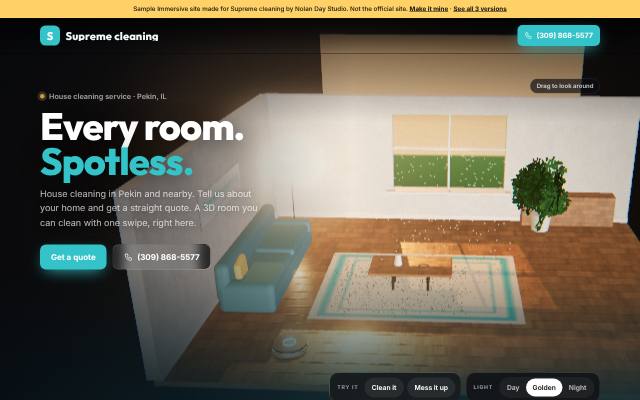 Sample Immersive site made for Supreme cleaning by Nolan Day Studio. Not the official site. Make it mine · See all 3 versions
S Supreme cleaning
(309) 868-5577
Drag to look around
House cleaning service · Pekin, IL
Every room.
Spotless.
House cleaning in Pekin and nearby. Tell us about
your home and get a straight quote. A 3D room you
can clean with one swipe, right here.
Get a quote
(309) 868-5577
TRY IT Clean it Mess it up
LIGHT Day Golden Night